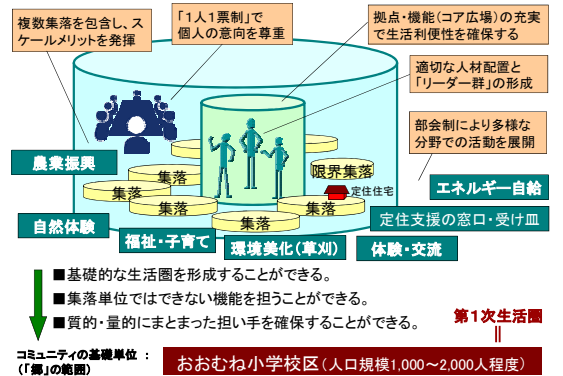 複数集落を包含し、ス
ケールメリットを発揮
「1人1票制」で
個人の意向を尊重
拠点・機能(コア広場)の充実
で生活利便性を確保する
適切な人材配置と
「リーダー群」の形成
部会制により多様な
分野での活動を展開
農業振興
限界集落
集落
定住住宅
エネルギー自給
集落
集落
集落
集落
自然体験
福祉・子育て
環境美化(草刈)
体験・交流
定住支援の窓口・受け皿
■基礎的な生活圏を形成することができる。
■集落単位ではできない機能を担うことができる。
■質的・量的にまとまった担い手を確保することができる。
第1次生活圏
コミュニティの基礎単位 :
(「郷」の範囲)
おおむね小学校区(人口規模1,000~2,000人程度)